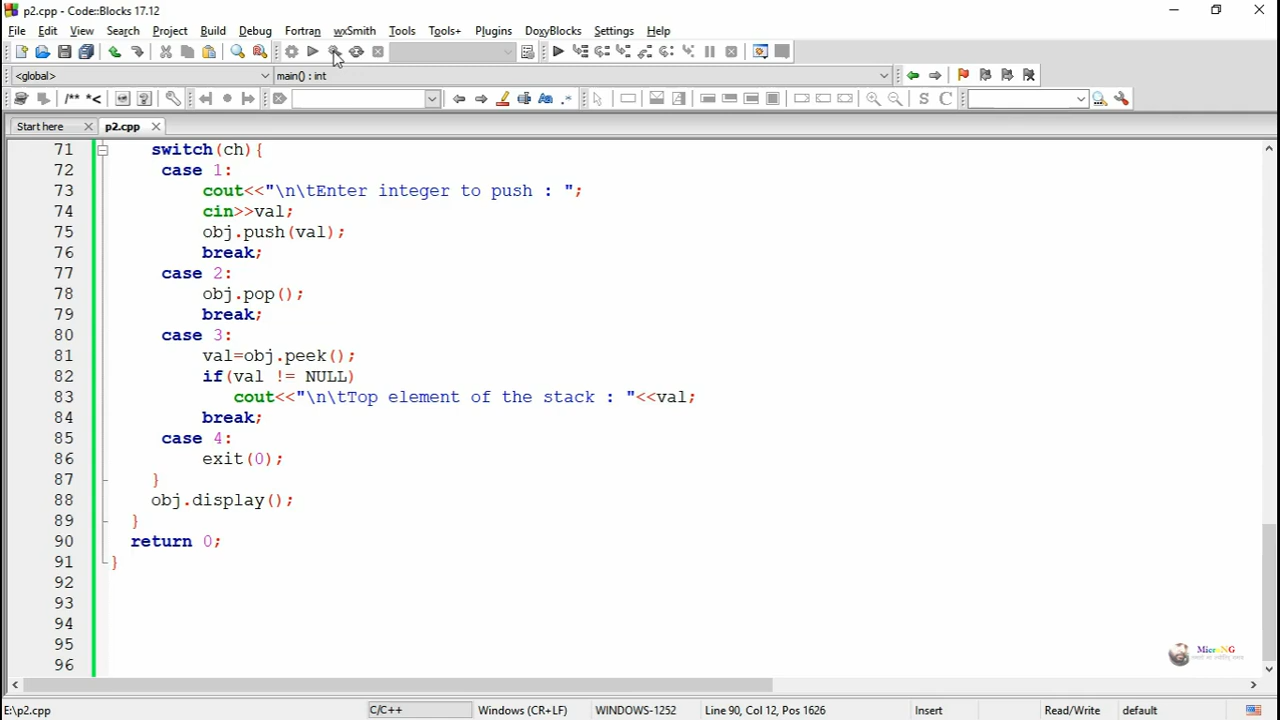 p2.cpp - Code::Blocks 17.12
File Edit View Search Project Build Debug Fortran wxSmith Tools Tools+ Plugins DoxyBlocks Settings Help
<global> main() : int
/** *<
S C
Start here p2.cpp
71 switch(ch){
72 case 1:
73 cout<<"\n\tEnter integer to push : ";
74 cin>>val;
75 obj.push(val);
76 break;
77 case 2:
78 obj.pop();
79 break;
80 case 3:
81 val=obj.peek();
82 if(val != NULL)
83 cout<<"\n\tTop element of the stack : "<<val;
84 break;
85 case 4:
86 exit(0);
87 }
88 obj.display();
89 }
90 return 0;
91 }
92
93
94
95
96
MicroNG
E:\p2.cpp C/C++ Windows (CR+LF) WINDOWS-1252 Line 90, Col 12, Pos 1626 Insert Read/Write default